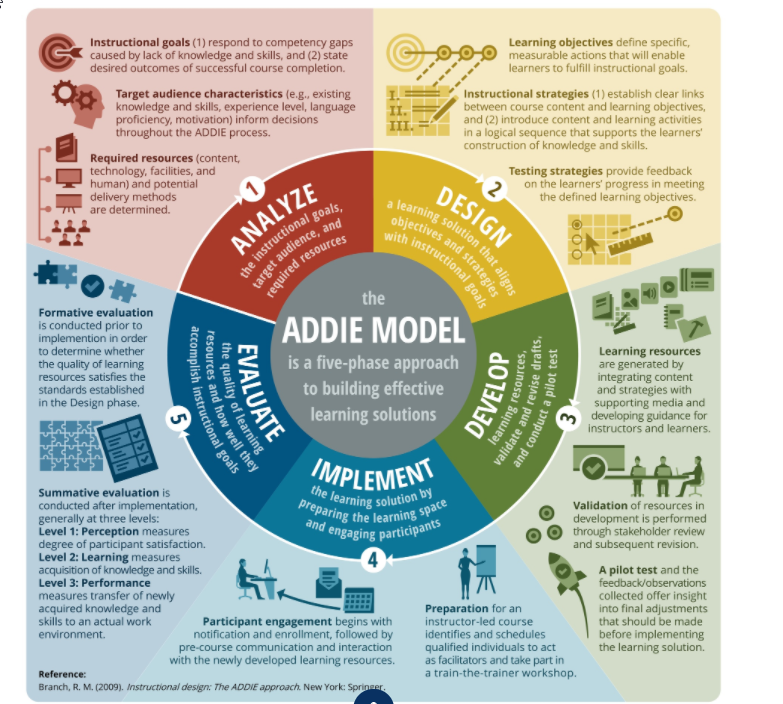 Instructional goals (1) respond to competency gaps
caused by lack of knowledge and skills, and (2) state
desired outcomes of successful course completion.
Target audience characteristics (e.g., existing
knowledge and skills, experience level, language
proficiency, motivation) inform decisions
throughout the ADDIE process.
Required resources (content,
technology, facilities, and
human) and potential
delivery methods
are determined.
Learning objectives define specific,
measurable actions that will enable
learners to fulfill instructional goals.
I.
II.
III.
Instructional strategies (1) establish clear links
between course content and learning objectives,
and (2) introduce content and learning activities
in a logical sequence that supports the learners'
construction of knowledge and skills.
Testing strategies provide feedback
on the learners' progress in meeting
the defined learning objectives.
1
ANALYZE
the instructional goals,
target audience, and
required resources
2
DESIGN
a learning solution that aligns
objectives and strategies
with instructional goals
the
ADDIE MODEL
is a five-phase approach
to building effective
learning solutions
3
DEVELOP
learning resources,
validate and revise drafts,
and conduct a pilot test
Learning resources
are generated by
integrating content
and strategies with
supporting media and
developing guidance for
instructors and learners.
Validation of resources in
development is performed
through stakeholder review
and subsequent revision.
A pilot test and the
feedback/observations
collected offer insight
into final adjustments
that should be made
before implementing
the learning solution.
4
IMPLEMENT
the learning solution by
preparing the learning space
and engaging participants
Participant engagement begins with
notification and enrollment, followed by
pre-course communication and interaction
with the newly developed learning resources.
Preparation for an
instructor-led course
identifies and schedules
qualified individuals to act
as facilitators and take part in
a train-the-trainer workshop.
5
EVALUATE
the quality of learning
resources and how well they
accomplish instructional goals
Formative evaluation
is conducted prior to
implemention in order
to determine whether
the quality of learning
resources satisfies the
standards established
in the Design phase.
Summative evaluation is
conducted after implementation,
generally at three levels:
Level 1: Perception measures
degree of participant satisfaction.
Level 2: Learning measures
acquisition of knowledge and skills.
Level 3: Performance
measures transfer of newly
acquired knowledge and
skills to an actual work
environment.
Reference:
Branch, R. M. (2009). Instructional design: The ADDIE approach. New York: Springer.